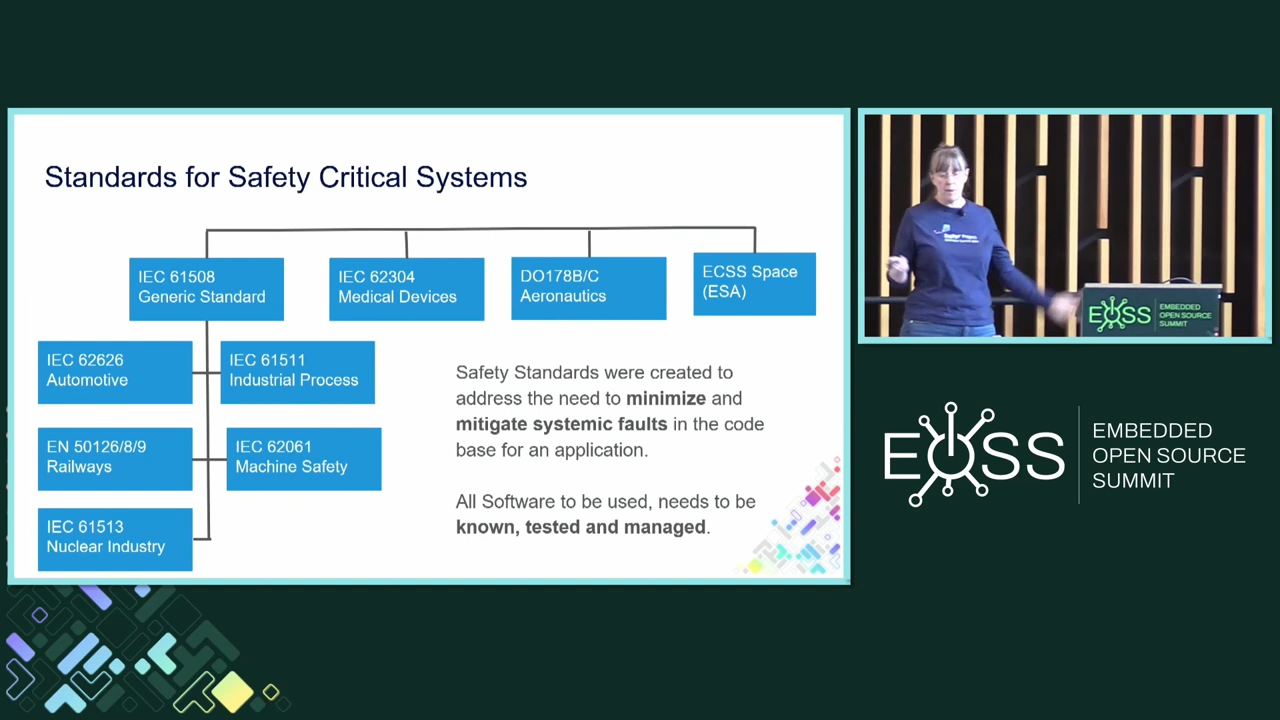 Standards for Safety Critical Systems
IEC 61508
Generic Standard
IEC 62304
Medical Devices
DO178B/C
Aeronautics
ECSS Space
(ESA)
IEC 62626
Automotive
IEC 61511
Industrial Process
EN 50126/8/9
Railways
IEC 62061
Machine Safety
IEC 61513
Nuclear Industry
Safety Standards were created to
address the need to minimize and
mitigate systemic faults in the code
base for an application.
All Software to be used, needs to be
known, tested and managed.
EOSS
EMBEDDED
OPEN SOURCE
SUMMIT
EOSS
EMBEDDED
OPEN SOURCE
SUMMIT